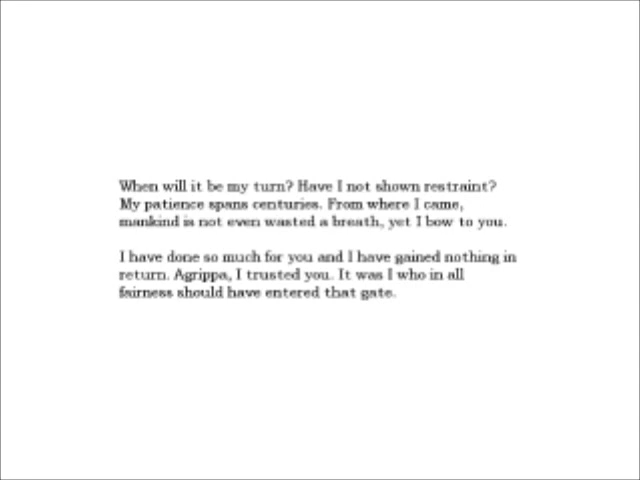 When will it be my turn? Have I not shown restraint?
My patience spans centuries. From where I came,
mankind is not even wasted a breath, yet I bow to you.
I have done so much for you and I have gained nothing in
return. Agrippa, I trusted you. It was I who in all
fairness should have entered that gate.